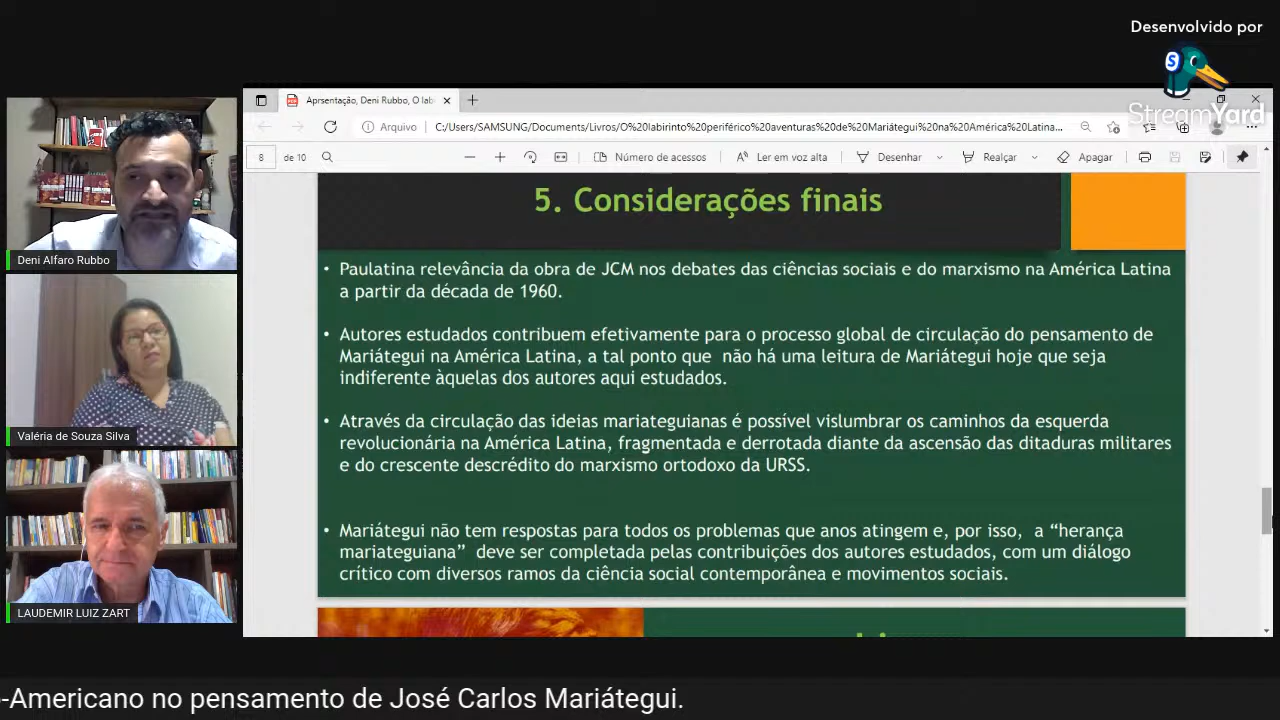 Desenvolvido por
StreamYard
Aprsentação, Deni Rubbo, O lab
Arquivo
C:/Users/SAMSUNG/Documents/Livros/O%20labirinto%20periférico%20aventuras%20de%20Mariátegui%20na%20América%20Latina...
8 de 10
Número de acessos
Ler em voz alta
Desenhar
Realçar
Apagar
5. Considerações finais
• Paulatina relevância da obra de JCM nos debates das ciências sociais e do marxismo na América Latina
a partir da década de 1960.
• Autores estudados contribuem efetivamente para o processo global de circulação do pensamento de
Mariátegui na América Latina, a tal ponto que não há uma leitura de Mariátegui hoje que seja
indiferente àquelas dos autores aqui estudados.
• Através da circulação das ideias mariateguianas é possível vislumbrar os caminhos da esquerda
revolucionária na América Latina, fragmentada e derrotada diante da ascensão das ditaduras militares
e do crescente descrédito do marxismo ortodoxo da URSS.
• Mariátegui não tem respostas para todos os problemas que anos atingem e, por isso, a “herança
mariateguiana” deve ser completada pelas contribuições dos autores estudados, com um diálogo
crítico com diversos ramos da ciência social contemporânea e movimentos sociais.
Deni Alfaro Rubbo
Valéria de Souza Silva
LAUDEMIR LUIZ ZART
-Americano no pensamento de José Carlos Mariátegui.